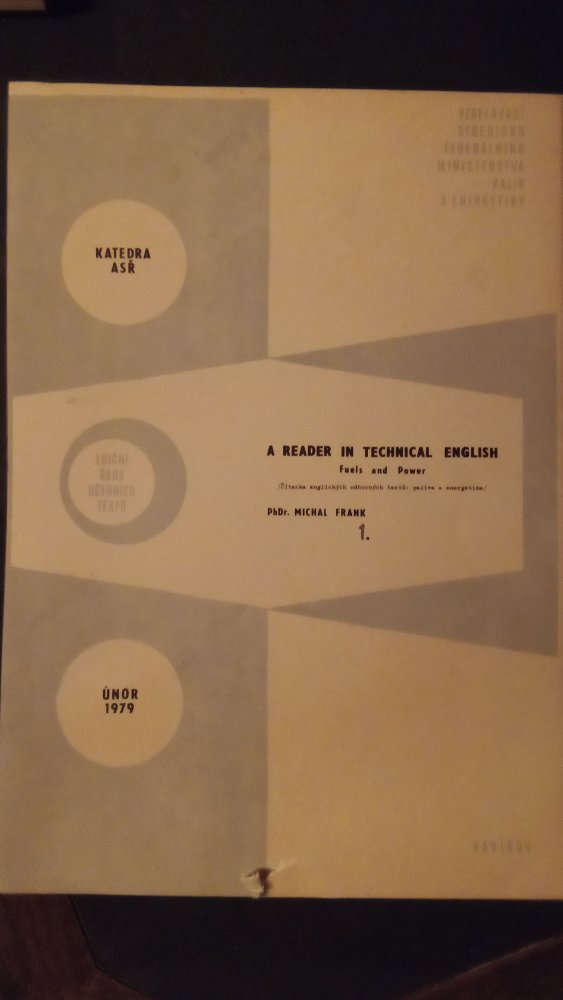 VZDĚLÁVACÍ
STŘEDISKO
FEDERÁLNÍHO
MINISTERSTVA
PALIV
A ENERGETIKY
KATEDRA
ASŘ
EDIČNÍ
ŘADA
UČEBNÍCH
TEXTŮ
A READER IN TECHNICAL ENGLISH
Fuels and Power
/Čítanka anglických odborných textů: paliva a energetika/
PhDr. MICHAL FRANK
1.
ÚNOR
1979
HAVÍŘOV